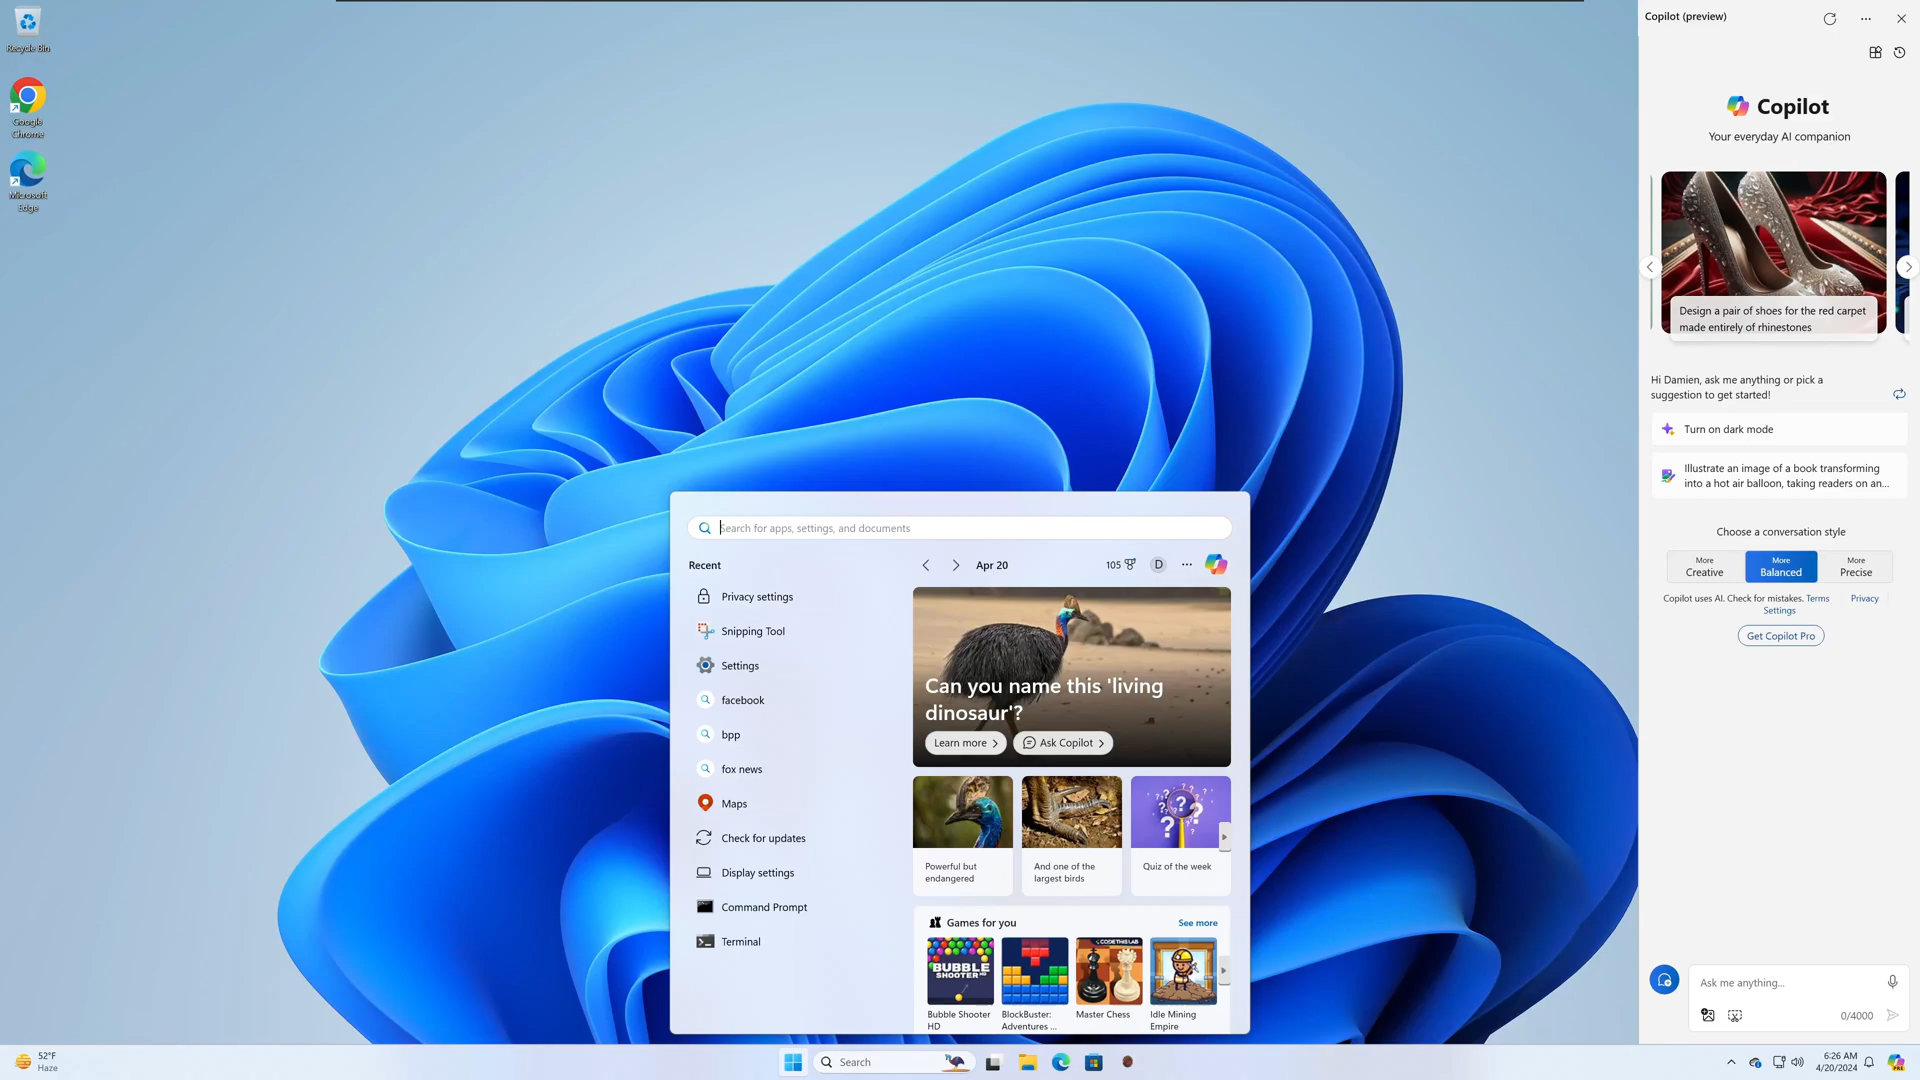 Recycle Bin
Google
Chrome
Microsoft
Edge
Search for apps, settings, and documents
Recent
Privacy settings
Snipping Tool
Settings
facebook
bpp
fox news
Maps
Check for updates
Display settings
Command Prompt
Terminal
Apr 20
105
D
Can you name this 'living
dinosaur'?
Learn more
Ask Copilot
Powerful but
endangered
And one of the
largest birds
Quiz of the week
Games for you
See more
BUBBLE
SHOOTER HD
CODE THIS LAB
Bubble Shooter
HD
BlockBuster:
Adventures ...
Master Chess
Idle Mining
Empire
Copilot (preview)
Copilot
Your everyday AI companion
Design a pair of shoes for the red carpet
made entirely of rhinestones
Hi Damien, ask me anything or pick a
suggestion to get started!
Turn on dark mode
Illustrate an image of a book transforming
into a hot air balloon, taking readers on an...
Choose a conversation style
More
Creative
More
Balanced
More
Precise
Copilot uses AI. Check for mistakes. Terms Privacy
Settings
Get Copilot Pro
Ask me anything...
0/4000
52°F
Haze
Search
6:26 AM
4/20/2024
PRE